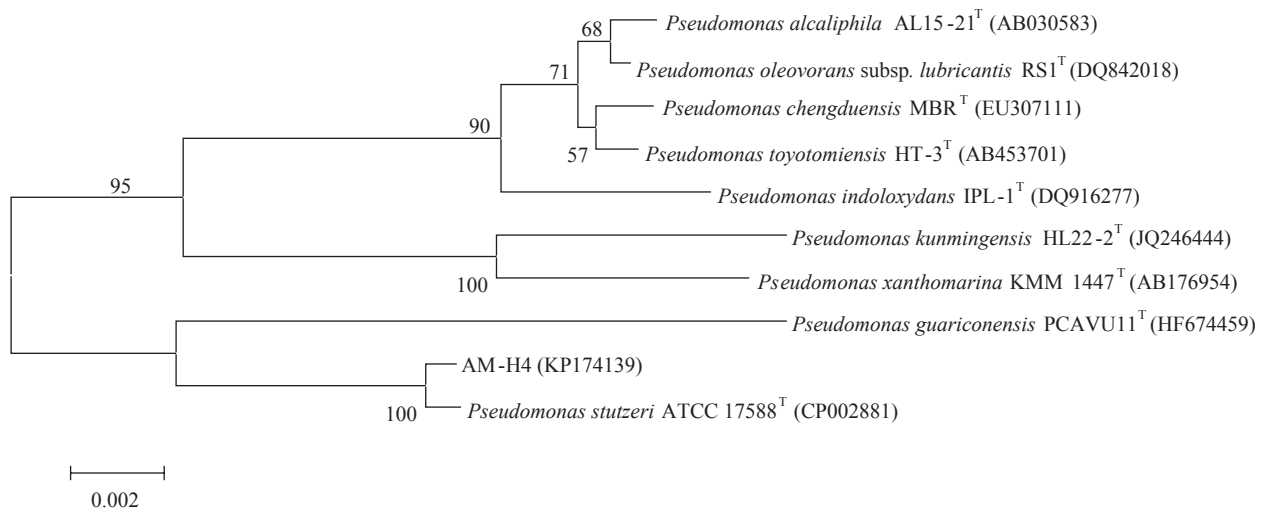 68
Pseudomonas alcaliphila AL15-21T (AB030583)
Pseudomonas oleovorans subsp. lubricantis RS1T (DQ842018)
71
Pseudomonas chengduensis MBRT (EU307111)
90
57
Pseudomonas toyotomiensis HT-3T (AB453701)
95
Pseudomonas indoloxydans IPL-1T (DQ916277)
Pseudomonas kunmingensis HL22-2T (JQ246444)
100
Pseudomonas xanthomarina KMM 1447T (AB176954)
Pseudomonas guariconensis PCAVU11T (HF674459)
AM-H4 (KP174139)
100
Pseudomonas stutzeri ATCC 17588T (CP002881)
0.002